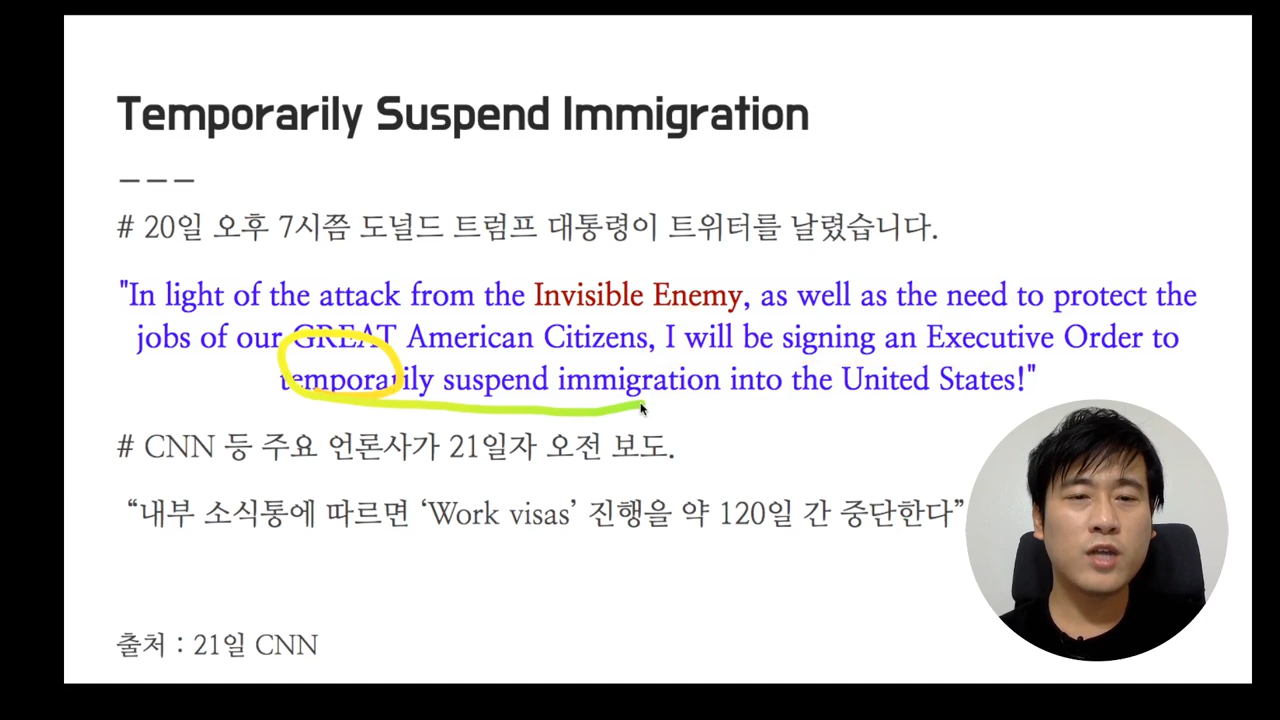 Temporarily Suspend Immigration
———
# 20일 오후 7시쯤 도널드 트럼프 대통령이 트위터를 날렸습니다.
"In light of the attack from the Invisible Enemy, as well as the need to protect the
jobs of our GREAT American Citizens, I will be signing an Executive Order to
temporarily suspend immigration into the United States!"
# CNN 등 주요 언론사가 21일자 오전 보도.
“내부 소식통에 따르면 ‘Work visas’ 진행을 약 120일 간 중단한다”
출처 : 21일 CNN